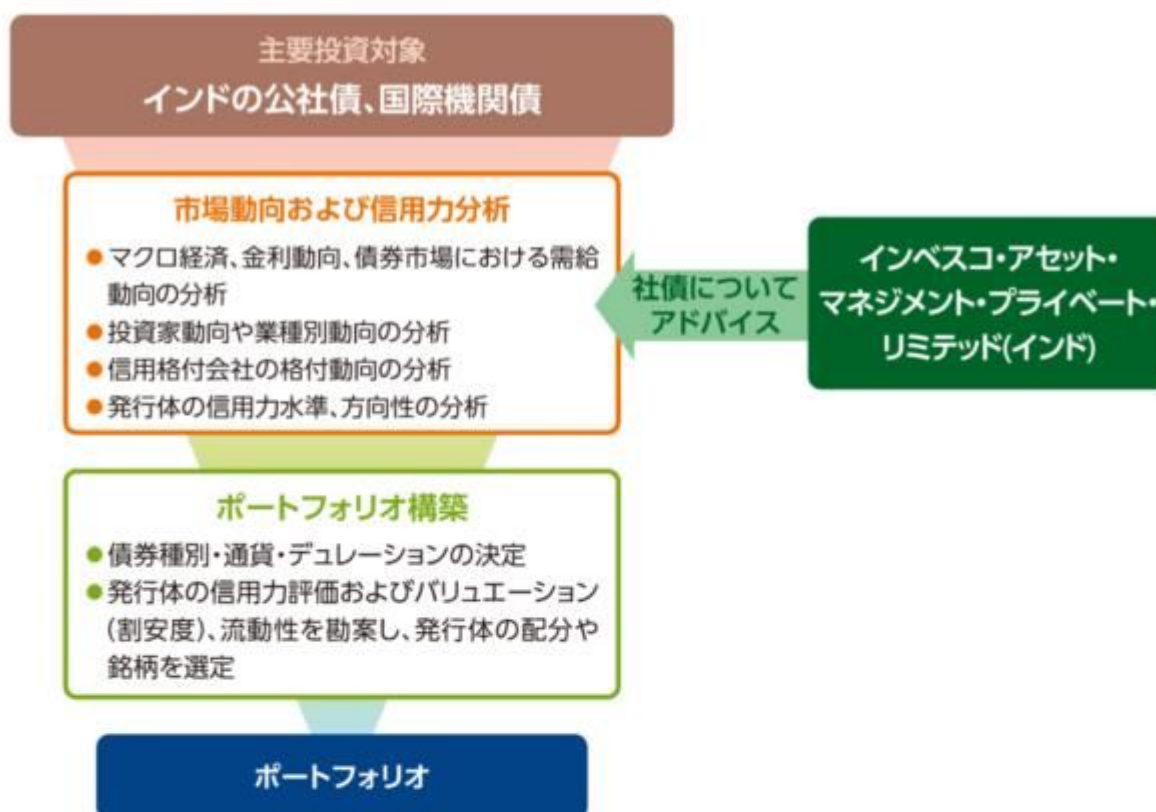 主要投資対象
インドの公社債、国際機関債
市場動向および信用力分析
●マクロ経済、金利動向、債券市場における需給
動向の分析
●投資家動向や業種別動向の分析
●信用格付会社の格付動向の分析
●発行体の信用力水準、方向性の分析
社債について
アドバイス
インベスコ・アセット・
マネジメント・プライベート・
リミテッド(インド)
ポートフォリオ構築
●債券種別・通貨・デュレーションの決定
●発行体の信用力評価およびバリュエーション
(割安度)、流動性を勘案し、発行体の配分や
銘柄を選定
ポートフォリオ